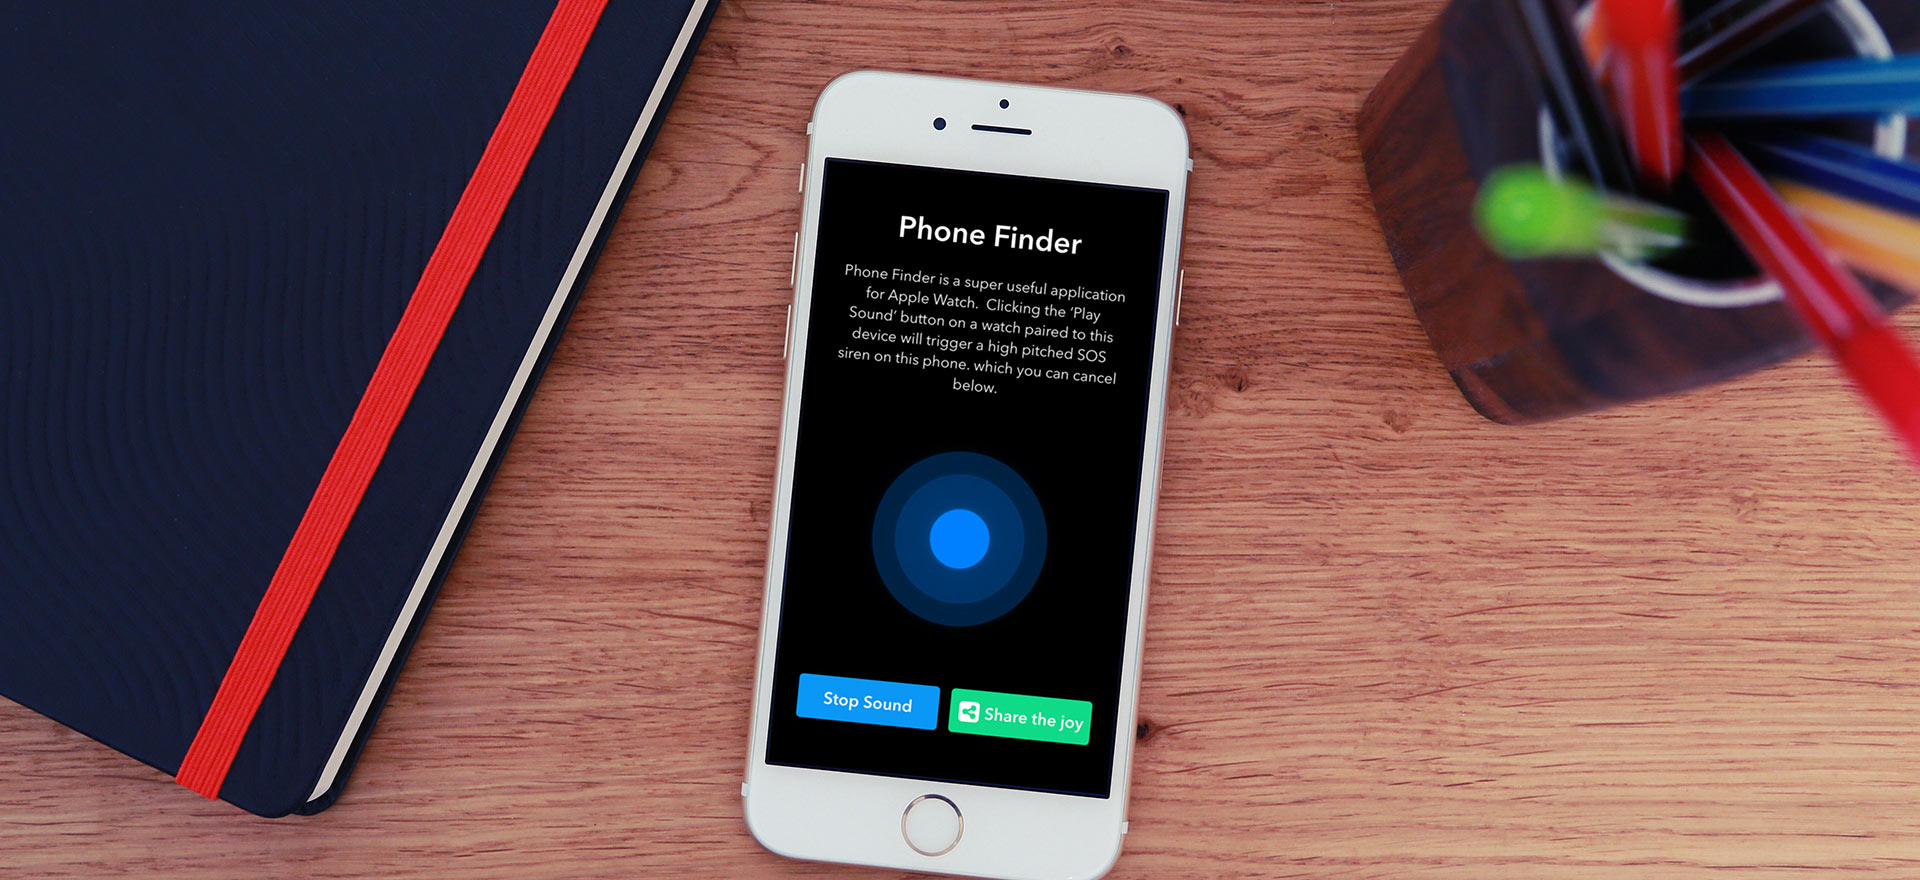 Phone Finder
Phone Finder is a super useful application
for Apple Watch.  Clicking the ‘Play
Sound’ button on a watch paired to this
device will trigger a high pitched SOS
siren on this phone. which you can cancel
below.
Stop Sound
Share the joy